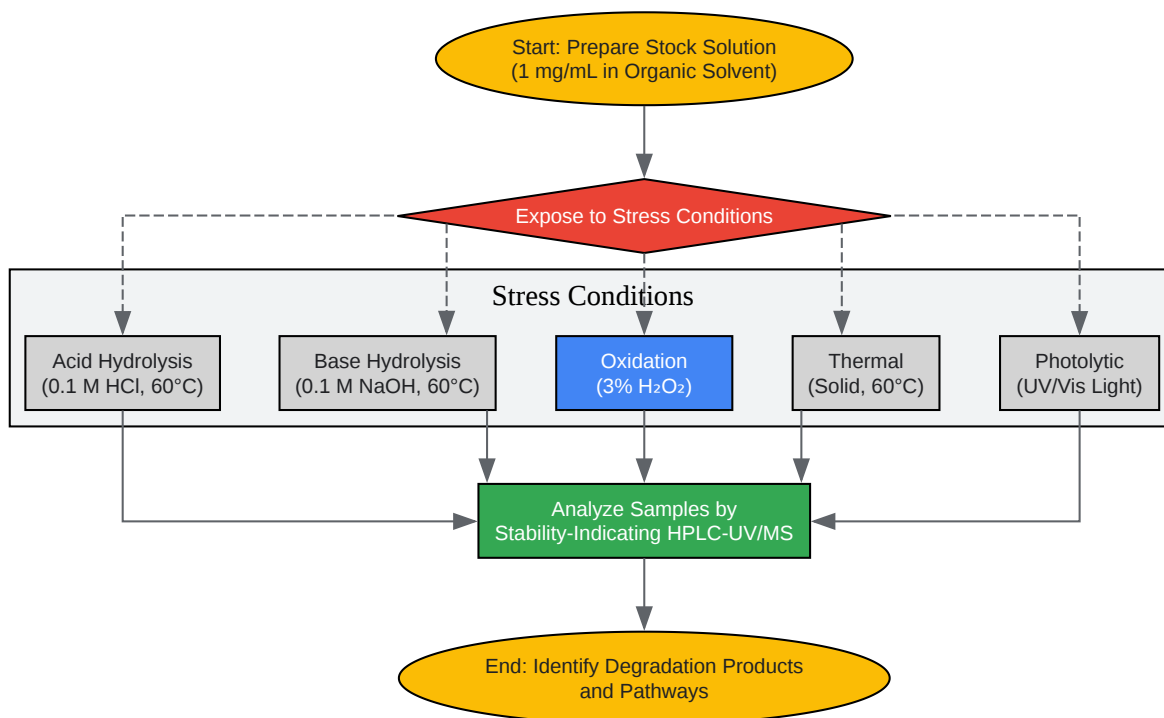 Start: Prepare Stock Solution
(1 mg/mL in Organic Solvent)
Expose to Stress Conditions
Stress Conditions
Acid Hydrolysis
(0.1 M HCl, 60°C)
Base Hydrolysis
(0.1 M NaOH, 60°C)
Oxidation
(3% H₂O₂)
Thermal
(Solid, 60°C)
Photolytic
(UV/Vis Light)
Analyze Samples by
Stability-Indicating HPLC-UV/MS
End: Identify Degradation Products
and Pathways